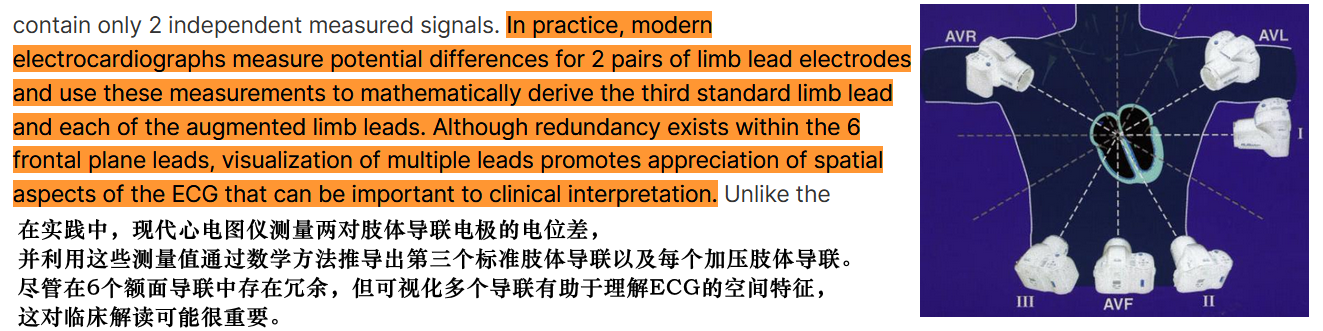 contain only 2 independent measured signals. In practice, modern
electrocardiographs measure potential differences for 2 pairs of limb lead electrodes
and use these measurements to mathematically derive the third standard limb lead
and each of the augmented limb leads. Although redundancy exists within the 6
frontal plane leads, visualization of multiple leads promotes appreciation of spatial
aspects of the ECG that can be important to clinical interpretation. Unlike the
在实践中，现代心电图仪测量两对肢体导联电极的电位差，
并利用这些测量值通过数学方法推导出第三个标准肢体导联以及每个加压肢体导联。
尽管在6个额面导联中存在冗余，但可视化多个导联有助于理解ECG的空间特征，
这对临床解读可能很重要。
AVR
AVL
I
III
AVF
II